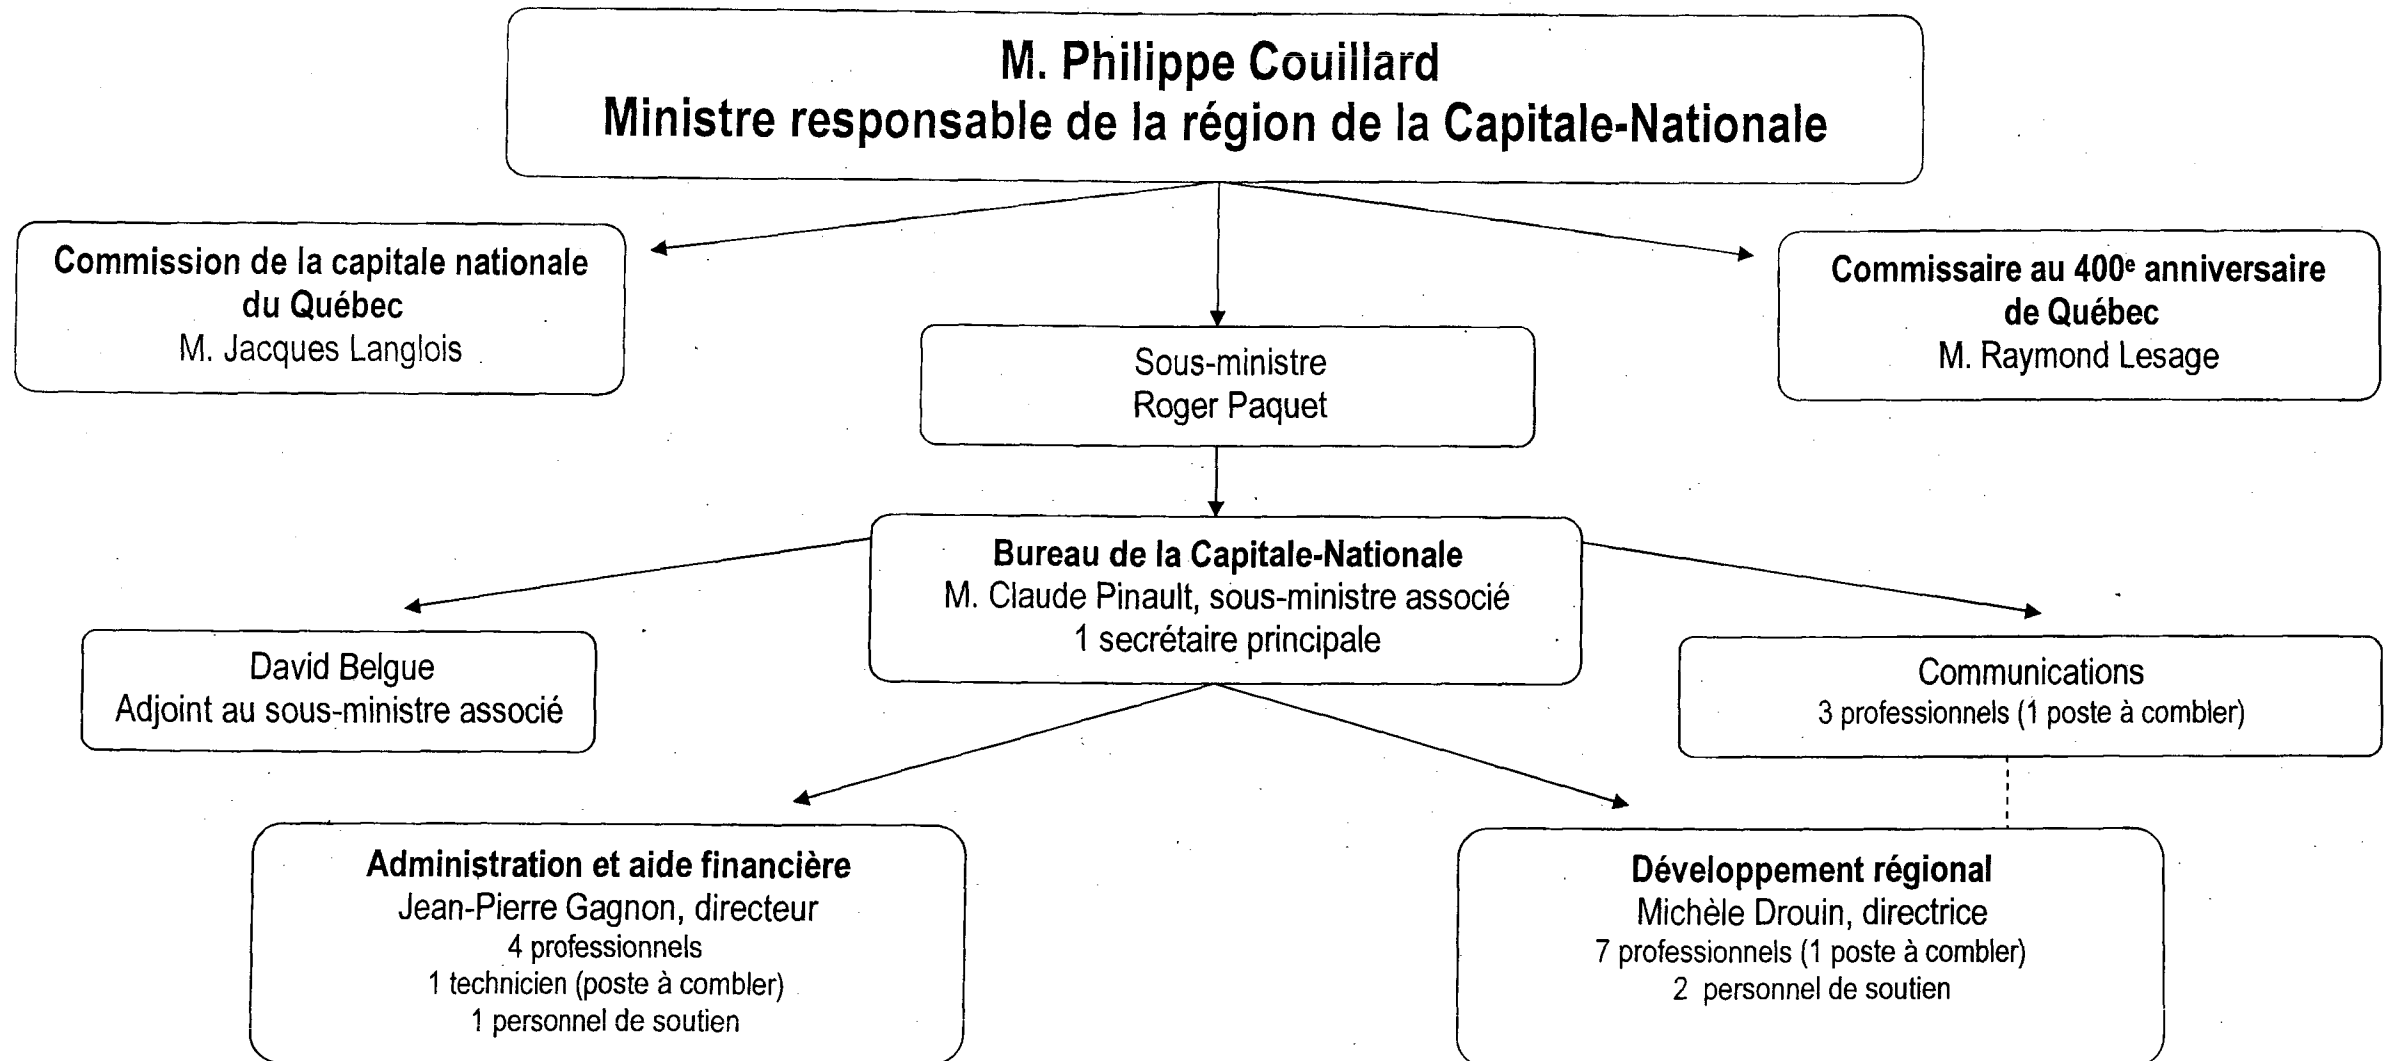 M. Philippe Couillard
Ministre responsable de la région de la Capitale-Nationale
Commission de la capitale nationale
du Québec
M. Jacques Langlois
Commissaire au 400e anniversaire
de Québec
M. Raymond Lesage
Sous-ministre
Roger Paquet
Bureau de la Capitale-Nationale
M. Claude Pinault, sous-ministre associé
1 secrétaire principale
David Belgue
Adjoint au sous-ministre associé
Communications
3 professionnels (1 poste à combler)
Administration et aide financière
Jean-Pierre Gagnon, directeur
4 professionnels
1 technicien (poste à combler)
1 personnel de soutien
Développement régional
Michèle Drouin, directrice
7 professionnels (1 poste à combler)
2 personnel de soutien